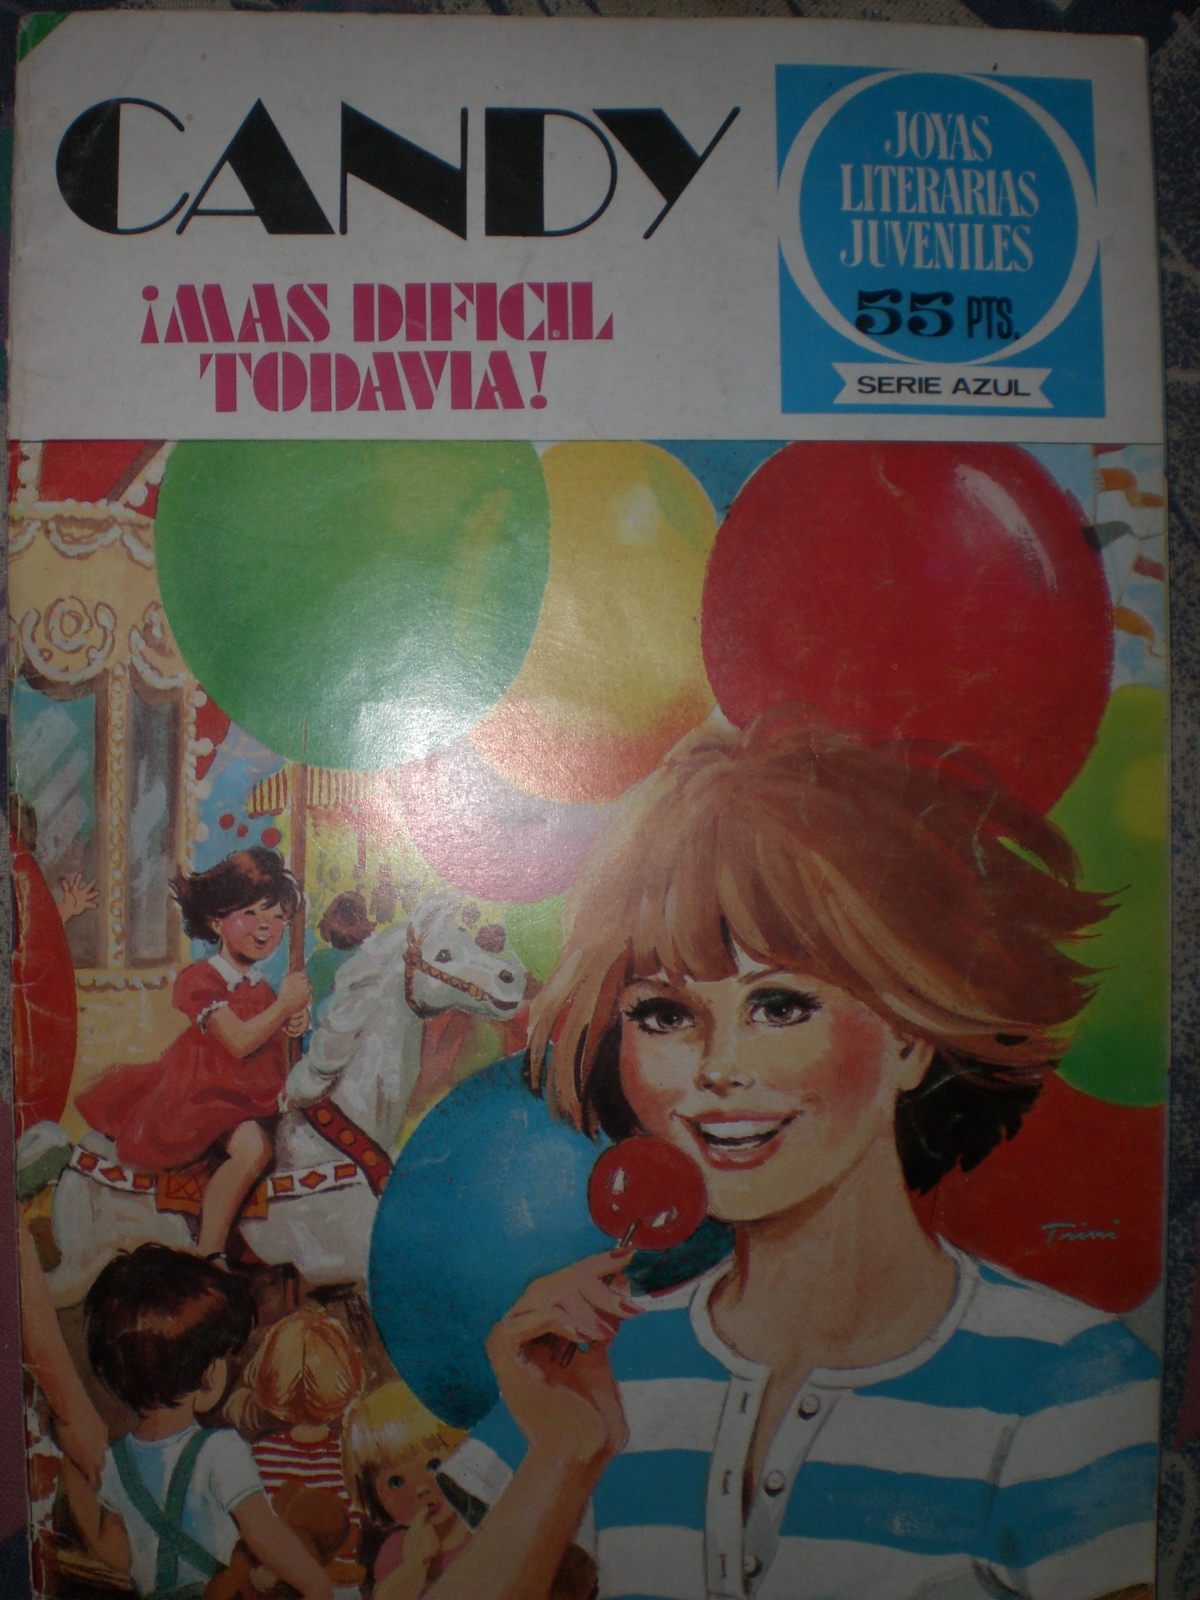 CANDY
¡MAS DIFICIL
TODAVIA!
JOYAS
LITERARIAS
JUVENILES
55 PTS.
SERIE AZUL
Trini